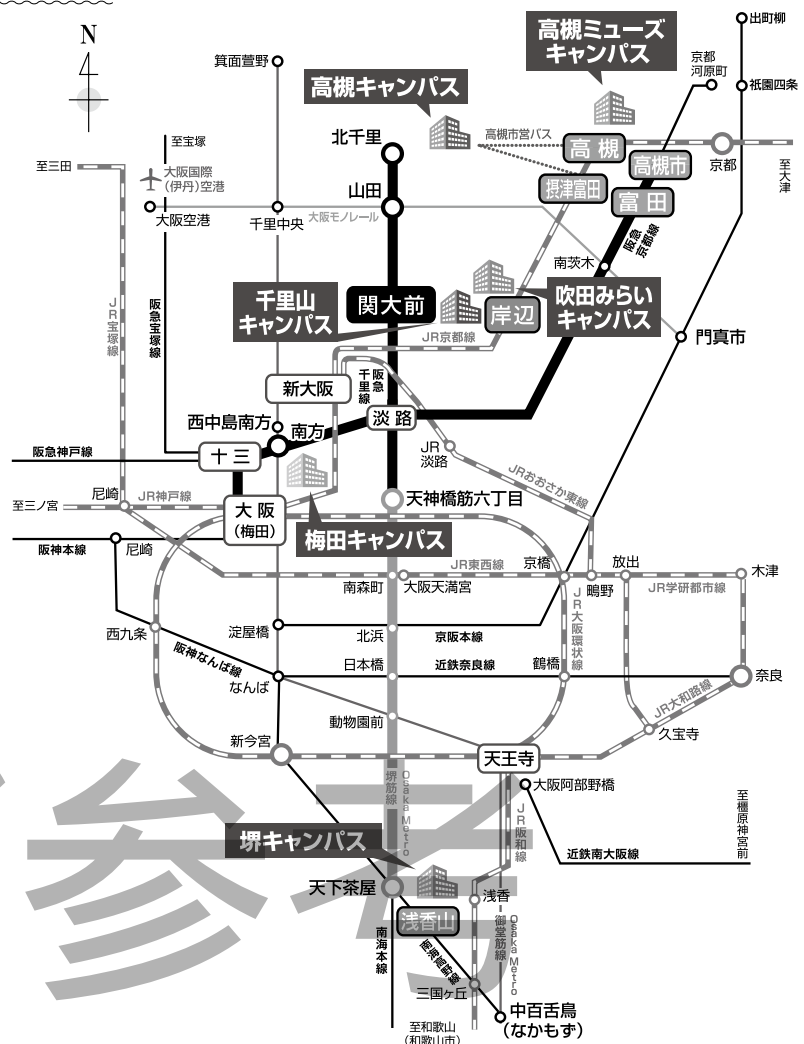 N
高槻ミューズ
キャンパス
出町柳
祇園四条
京都
河原町
箕面萱野
高槻キャンパス
至宝塚
至三田
大阪国際
(伊丹)空港
北千里
高槻市営バス
高槻
高槻市
京都
至大津
摂津富田
富田
山田
大阪空港
千里中央
大阪モノレール
阪急
京都線
南茨木
JR宝塚線
阪急宝塚線
千里山
キャンパス
関大前
岸辺
吹田みらい
キャンパス
JR京都線
門真市
新大阪
阪急
千里線
淡路
西中島南方
南方
JR
淡路
阪急神戸線
十三
JRおおさか東線
尼崎
JR神戸線
至三ノ宮
大阪
(梅田)
天神橋筋六丁目
梅田キャンパス
阪神本線
尼崎
JR東西線
京橋
放出
木津
南森町
大阪天満宮
鴫野
JR学研都市線
JR大阪環状線
西九条
淀屋橋
北浜
京阪本線
阪神なんば線
日本橋
近鉄奈良線
鶴橋
奈良
なんば
JR大和路線
動物園前
久宝寺
新今宮
天王寺
堺筋線
Osaka Metro
大阪阿部野橋
至橿原神宮前
JR阪和線
近鉄南大阪線
参考
堺キャンパス
天下茶屋
浅香
浅香山
南海本線
南海高野線
御堂筋線
Osaka Metro
三国ヶ丘
中百舌鳥
(なかもず)
至和歌山
(和歌山市)